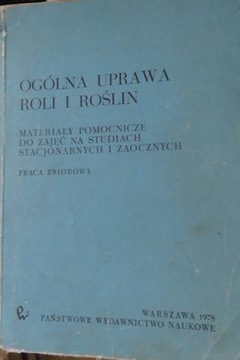 OGÓLNA UPRAWA
ROLI I ROŚLIN
MATERIAŁY POMOCNICZE
DO ZAJĘĆ NA STUDIACH
STACJONARNYCH I ZAOCZNYCH
PRACA ZBIOROWA
WARSZAWA 1978
PAŃSTWOWE WYDAWNICTWO NAUKOWE